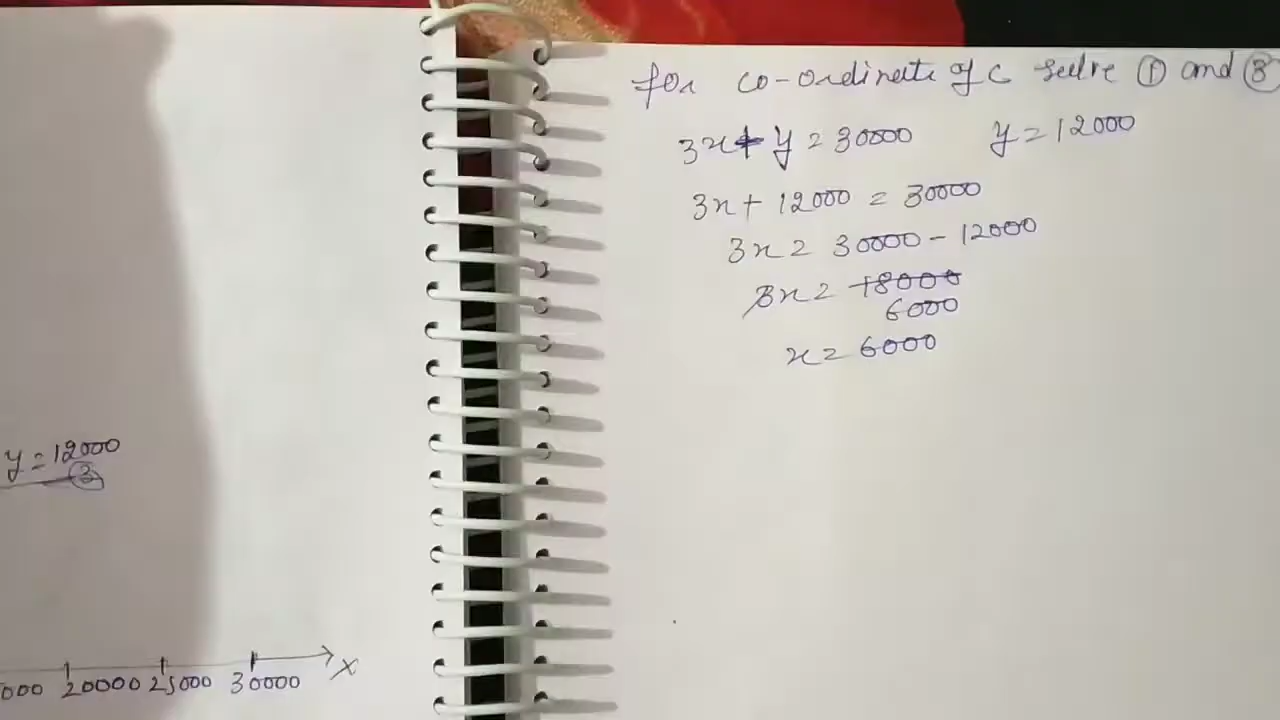 y = 12000
3
000 20000 25000 30000 X
for co-ordinate of C solve ① and ③
3x + y = 30000 y = 12000
3x + 12000 = 30000
3x = 30000 - 12000
3x = 18000
6000
x = 6000